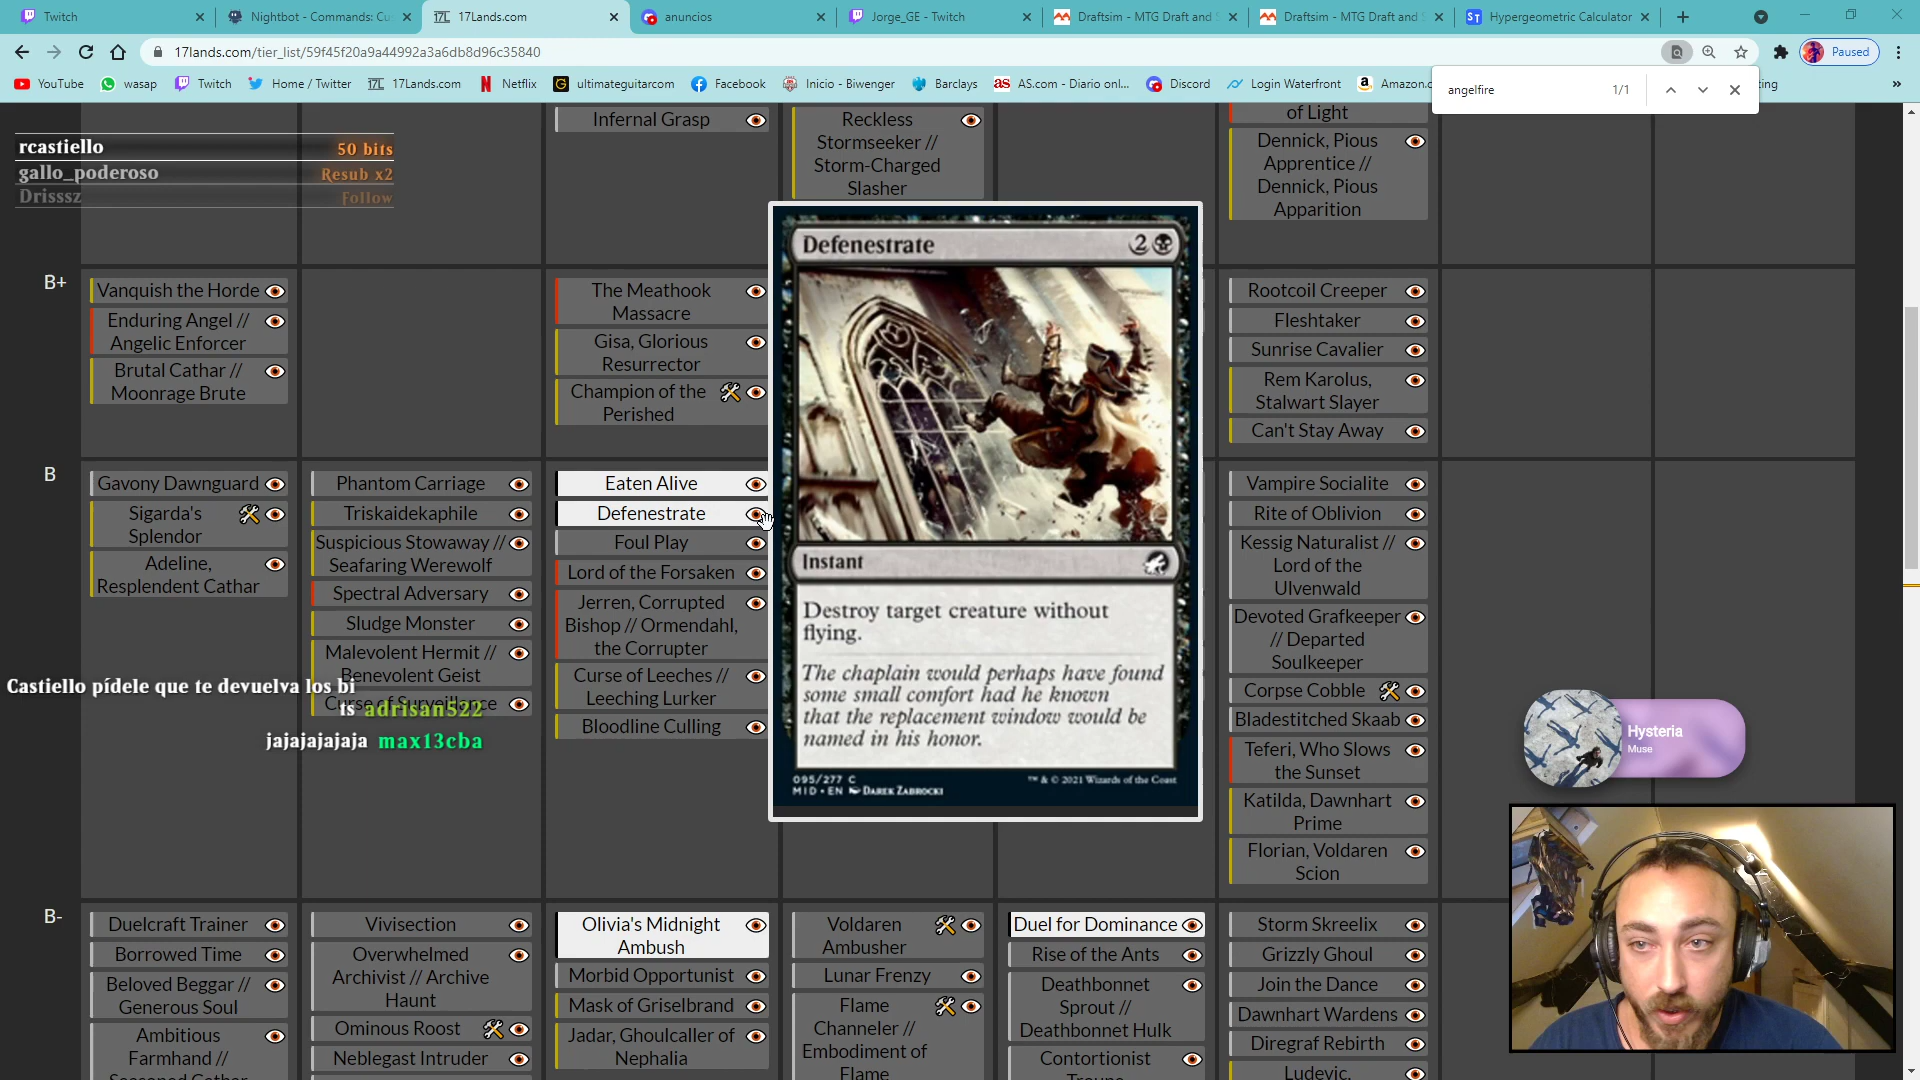 Twitch
Nightbot - Commands: Cu
17Lands.com
anuncios
Jorge_GE - Twitch
Draftsim - MTG Draft and
Draftsim - MTG Draft and
ST
Hypergeometric Calculator
17lands.com/tier_list/59f45f20a9a44992a3a6db8d96c35840
Paused
YouTube
wasap
Twitch
Home / Twitter
17Lands.com
Netflix
ultimateguitarcom
Facebook
Inicio - Biwenger
Barclays
AS.com - Diario onl...
Discord
Login Waterfront
angelfire
1/1
rcastiello 50 bits
gallo_poderoso Resub x2
Drisssz Follow
Infernal Grasp
Reckless
Stormseeker //
Storm-Charged
Slasher
of Light
Dennick, Pious
Apprentice //
Dennick, Pious
Apparition
B+
Vanquish the Horde
Enduring Angel //
Angelic Enforcer
Brutal Cathar //
Moonrage Brute
The Meathook
Massacre
Gisa, Glorious
Resurrector
Champion of the
Perished
Rootcoil Creeper
Fleshtaker
Sunrise Cavalier
Rem Karolus,
Stalwart Slayer
Can't Stay Away
Defenestrate 2
Instant
Destroy target creature without
flying.
The chaplain would perhaps have found
some small comfort had he known
that the replacement window would be
named in his honor.
095/277 C
MID • EN DAREK ZABROCKI
™ & © 2021 Wizards of the Coast
B
Gavony Dawnguard
Sigarda's
Splendor
Adeline,
Resplendent Cathar
Phantom Carriage
Triskaidekaphile
Suspicious Stowaway //
Seafaring Werewolf
Spectral Adversary
Sludge Monster
Malevolent Hermit //
Benevolent Geist
Curse of Surveillance
Eaten Alive
Defenestrate
Foul Play
Lord of the Forsaken
Jerren, Corrupted
Bishop // Ormendahl,
the Corrupter
Curse of Leeches //
Leeching Lurker
Bloodline Culling
Vampire Socialite
Rite of Oblivion
Kessig Naturalist //
Lord of the
Ulvenwald
Devoted Grafkeeper
// Departed
Soulkeeper
Corpse Cobble
Bladestitched Skaab
Teferi, Who Slows
the Sunset
Katilda, Dawnhart
Prime
Florian, Voldaren
Scion
Castiello pídele que te devuelva los bi
ts adrisan522
jajajajajaja max13cba
Hysteria
Muse
B-
Duelcraft Trainer
Borrowed Time
Beloved Beggar //
Generous Soul
Ambitious
Farmhand //
Vivisection
Overwhelmed
Archivist // Archive
Haunt
Ominous Roost
Neblegast Intruder
Olivia's Midnight
Ambush
Morbid Opportunist
Mask of Griselbrand
Jadar, Ghoulcaller of
Nephalia
Voldaren
Ambusher
Lunar Frenzy
Flame
Channeler //
Embodiment of
Flame
Duel for Dominance
Rise of the Ants
Deathbonnet
Sprout //
Deathbonnet Hulk
Contortionist
Storm Skreelix
Grizzly Ghoul
Join the Dance
Dawnhart Wardens
Diregraf Rebirth
Ludevic,